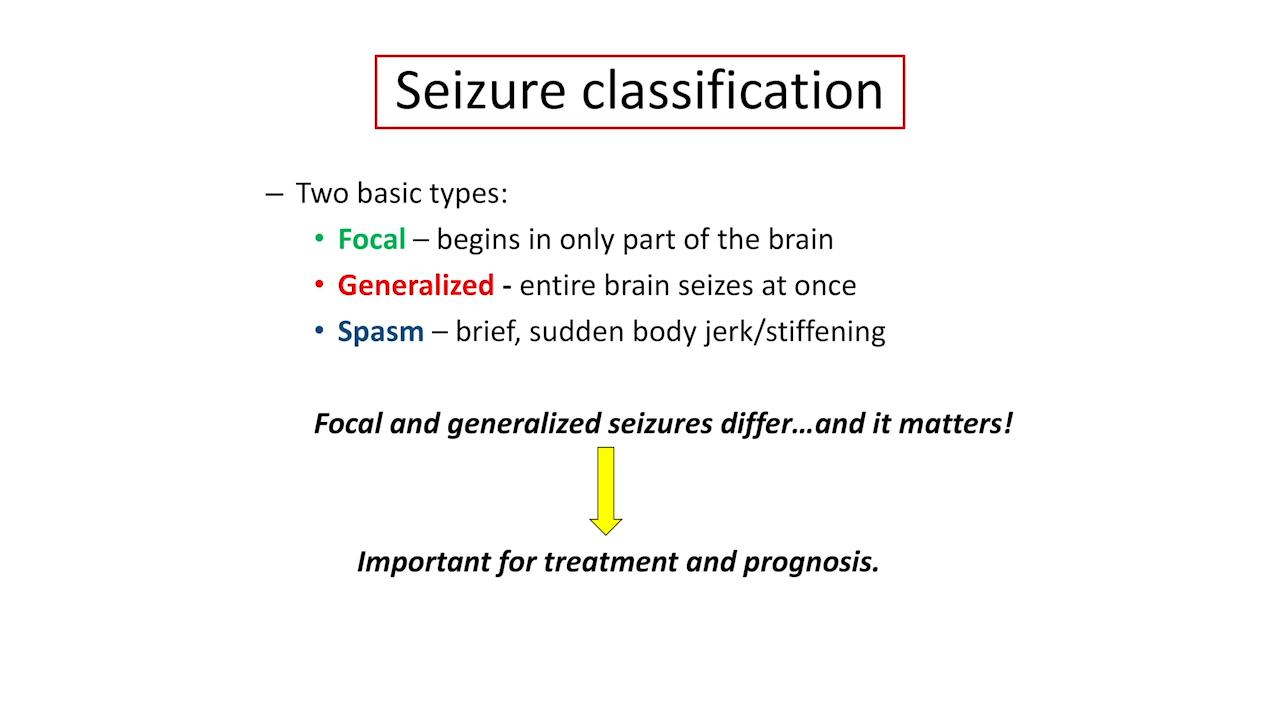 Seizure classification
– Two basic types:
• Focal – begins in only part of the brain
• Generalized - entire brain seizes at once
• Spasm – brief, sudden body jerk/stiffening
Focal and generalized seizures differ…and it matters!
Important for treatment and prognosis.